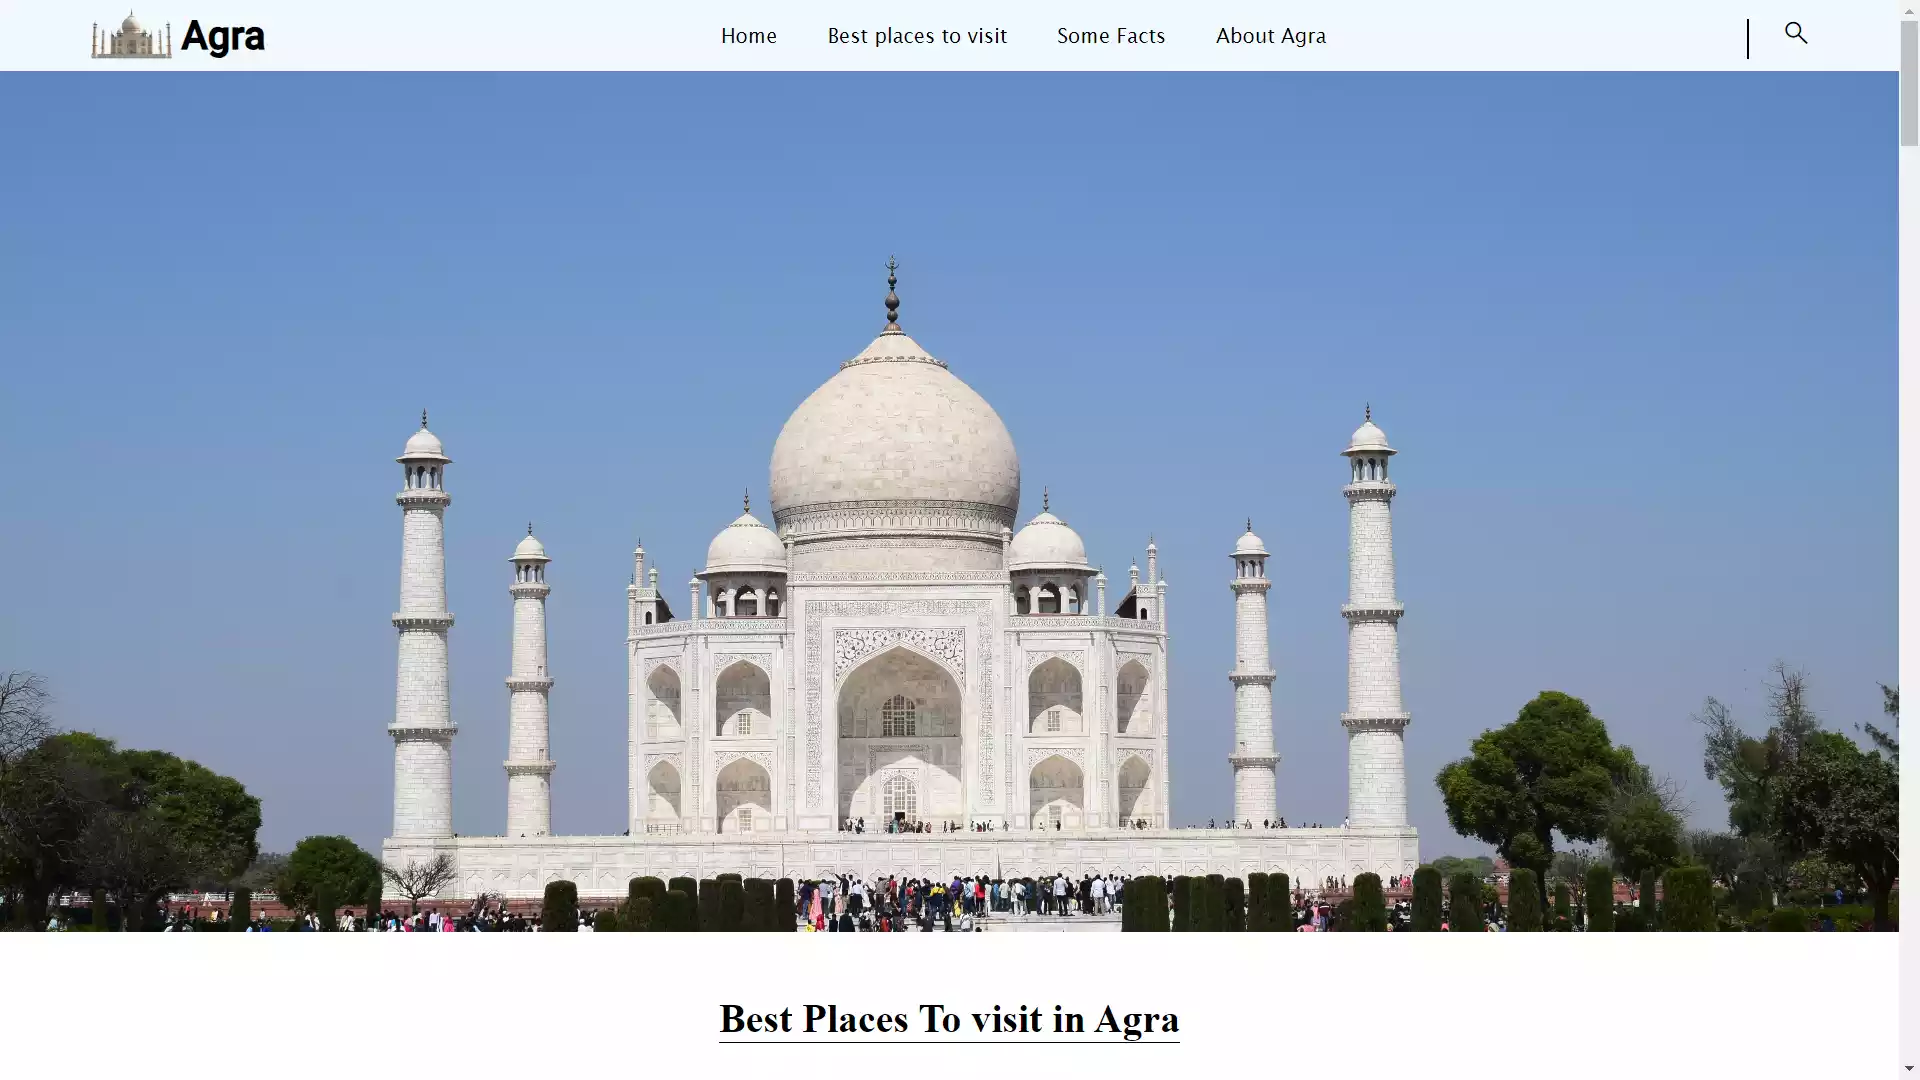 Agra
Home
Best places to visit
Some Facts
About Agra
Best Places To visit in Agra